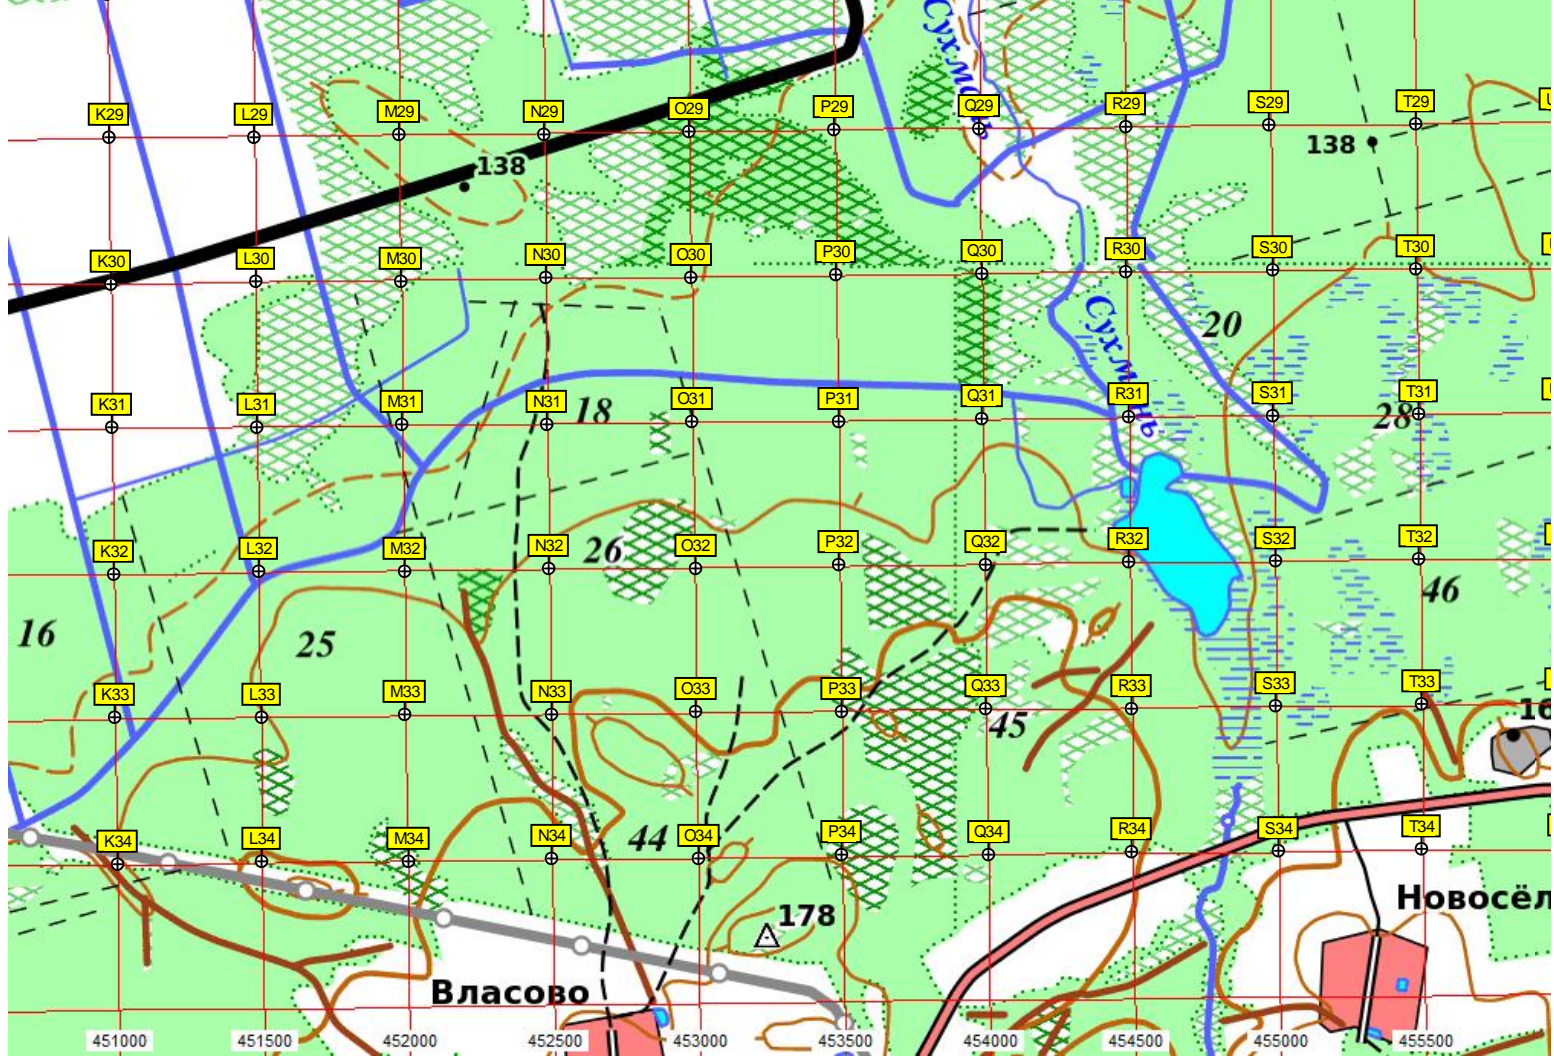 Сухмань
K29 L29 M29 N29 O29 P29 Q29 R29 S29 T29
138
138
K30 L30 M30 N30 O30 P30 Q30 R30 S30 T30
Сухмань
20
K31 L31 M31 N31 O31 P31 Q31 R31 S31 T31
18
28
K32 L32 M32 N32 O32 P32 Q32 R32 S32 T32
26
46
16
25
K33 L33 M33 N33 O33 P33 Q33 R33 S33 T33
45
K34 L34 M34 N34 O34 P34 Q34 R34 S34 T34
44
Новосёл
178
Власово
451000 451500 452000 452500 453000 453500 454000 454500 455000 455500